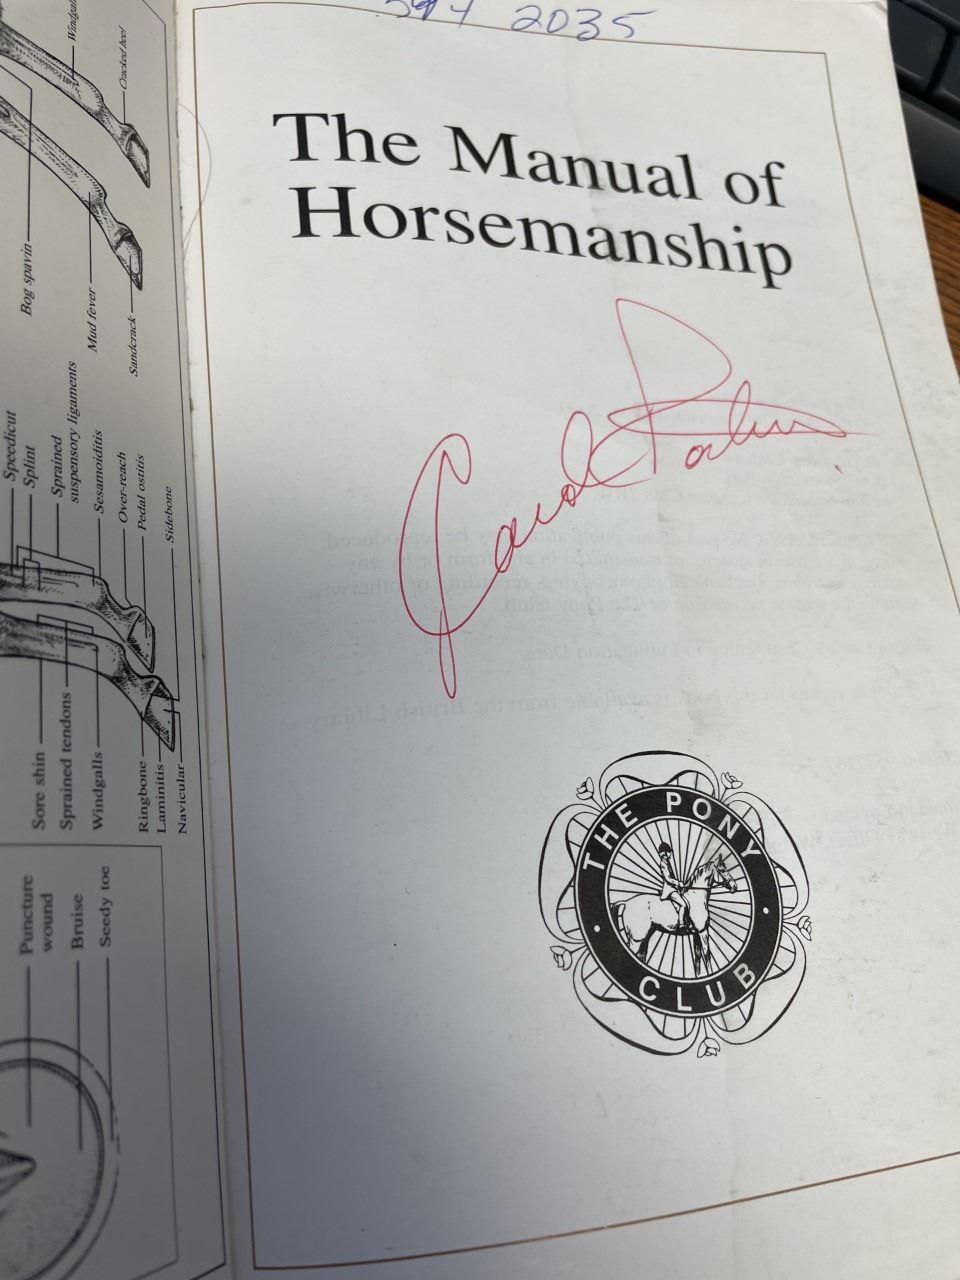 2035
The Manual of
Horsemanship
THE PONY
CLUB
Windgall
Cracked heel
Bog spavin
Mud fever
Sandcrack
Speedicut
Splint
Sprained
suspensory ligaments
Sesamoiditis
Over-reach
Pedal ostitis
Sidebone
Sore shin
Sprained tendons
Windgalls
Ringbone
Laminitis
Navicular
Puncture
wound
Bruise
Seedy toe